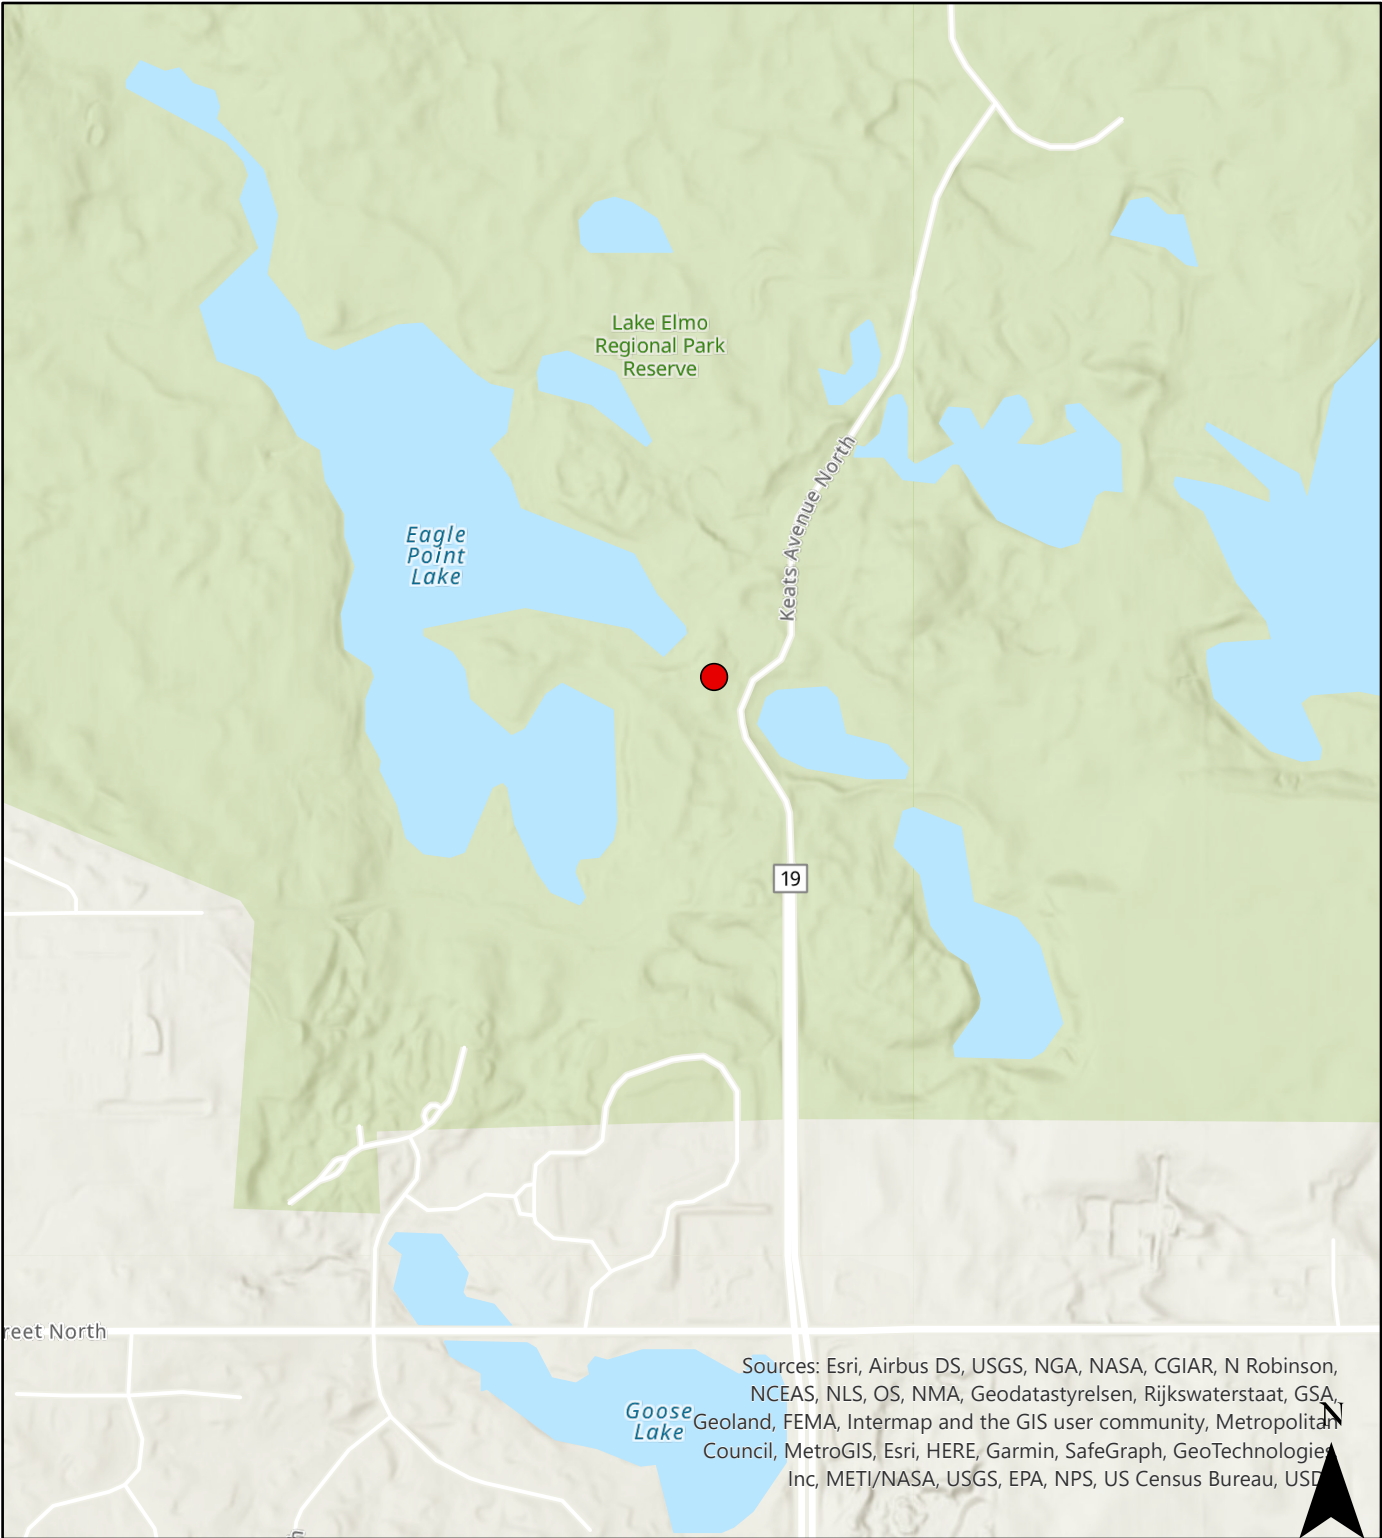 Lake Elmo
Regional Park
Reserve
Keats Avenue North
Eagle
Point
Lake
19
reet North
Goose
Lake
Sources: Esri, Airbus DS, USGS, NGA, NASA, CGIAR, N Robinson,
NCEAS, NLS, OS, NMA, Geodatastyrelsen, Rijkswaterstaat, GSA,
Geoland, FEMA, Intermap and the GIS user community, Metropolitan
Council, MetroGIS, Esri, HERE, Garmin, SafeGraph, GeoTechnologies,
Inc, METI/NASA, USGS, EPA, NPS, US Census Bureau, USD
N